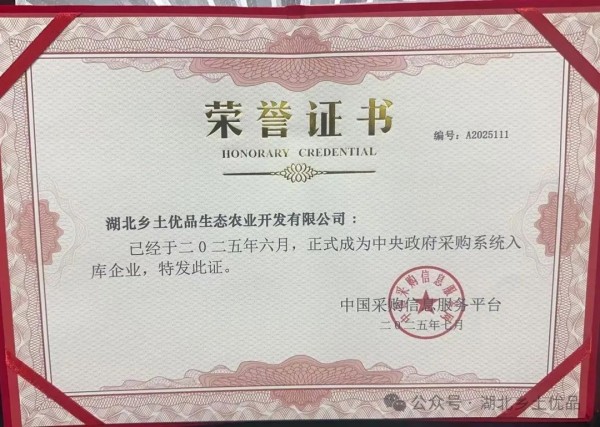 荣誉证书
编号：A2025111
HONORARY CREDENTIAL
湖北乡土优品生态农业开发有限公司：
已经于二〇二五年六月，正式成为中央政府采购系统入
库企业，特发此证。
中国采购信息服务平台
二〇二五年七月
公众号 · 湖北乡土优品